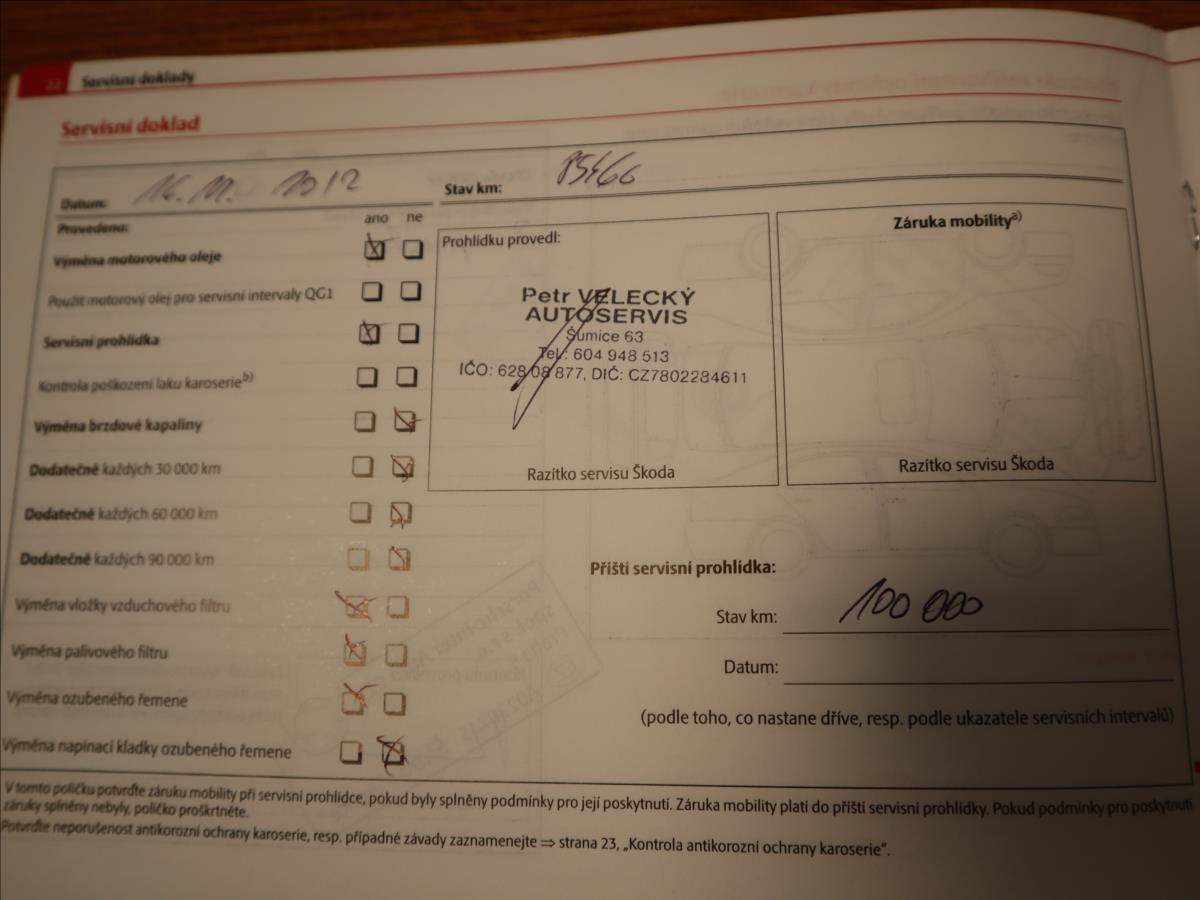 22 Servisní doklady
Servisní doklad
Datum: 16. 11. 2012 Stav km:
Provedeno: ano ne
Výměna motorového oleje
Použit motorový olej pro servisní intervaly QG1
Servisní prohlídka
Kontrola poškození laku karoserie b)
Výměna brzdové kapaliny
Dodatečně každých 30 000 km
Dodatečně každých 60 000 km
Dodatečně každých 90 000 km
Výměna vložky vzduchového filtru
Výměna palivového filtru
Výměna ozubeného řemene
Výměna napínací kladky ozubeného řemene
Prohlídku provedl:
Petr VELECKÝ
AUTOSERVIS
Šumice 63
Tel.: 604 948 513
IČO: 628 08 877, DIČ: CZ7802284611
Razítko servisu Škoda
Záruka mobility a)
Razítko servisu Škoda
Příští servisní prohlídka:
Stav km: 100 000
Datum:
(podle toho, co nastane dříve, resp. podle ukazatele servisních intervalů)
V tomto políčku potvrďte záruku mobility při servisní prohlídce, pokud byly splněny podmínky pro její poskytnutí. Záruka mobility platí do příští servisní prohlídky. Pokud podmínky pro poskytnutí
záruky splněny nebyly, políčko proškrtněte.
Potvrďte neporušenost antikorozní ochrany karoserie, resp. případné závady zaznamenejte ⇒ strana 23, „Kontrola antikorozní ochrany karoserie“.